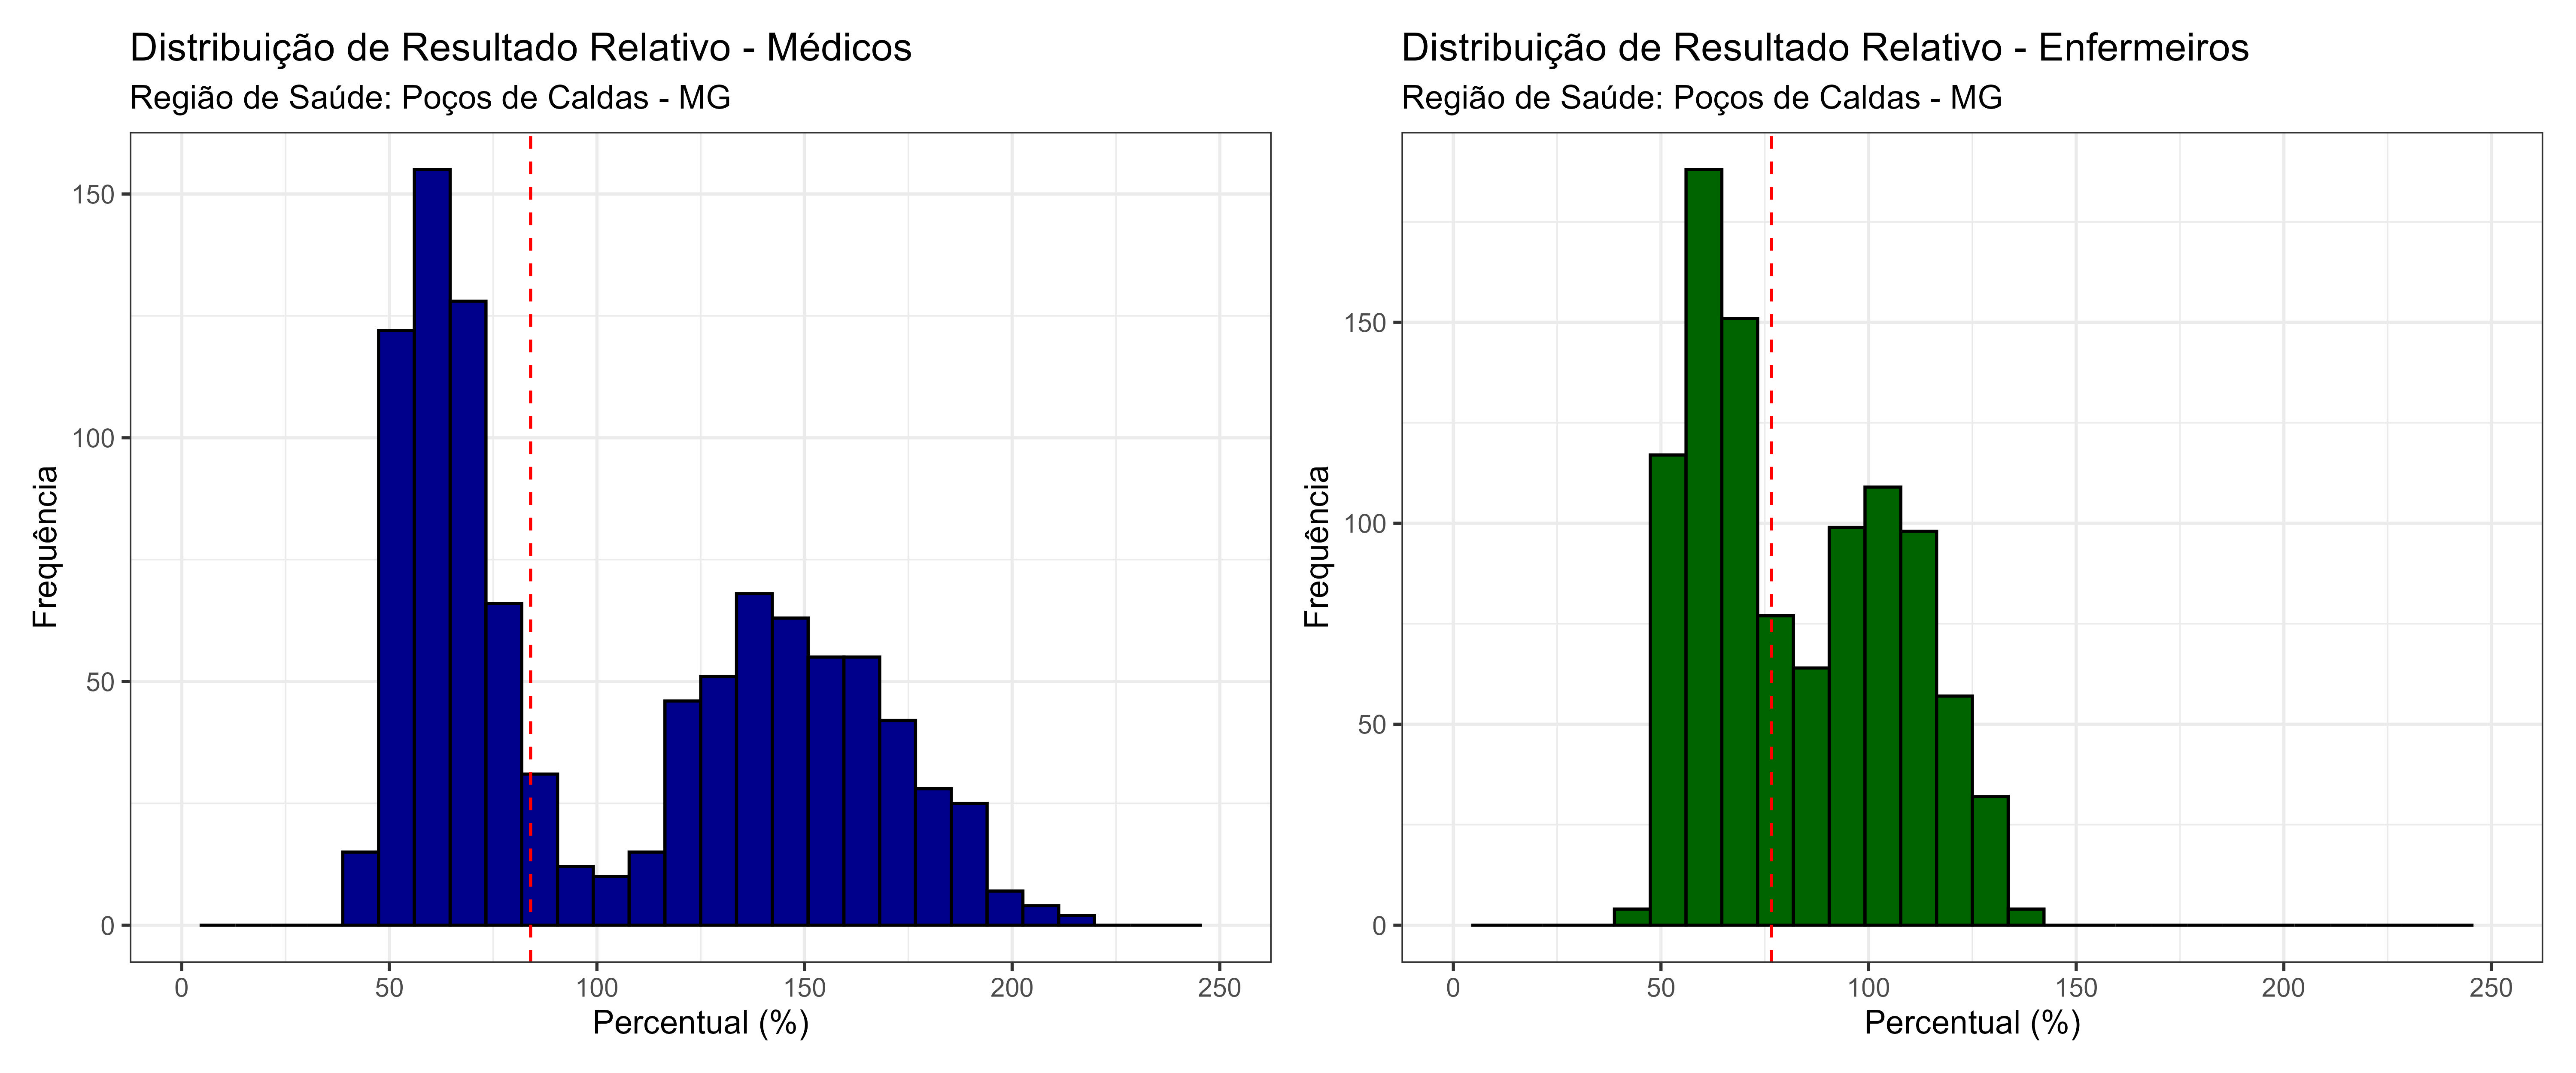 Distribuição de Resultado Relativo - Médicos
Região de Saúde: Poços de Caldas - MG
Frequência
150
100
50
0
0 50 100 150 200 250
Percentual (%)
Distribuição de Resultado Relativo - Enfermeiros
Região de Saúde: Poços de Caldas - MG
Frequência
150
100
50
0
0 50 100 150 200 250
Percentual (%)